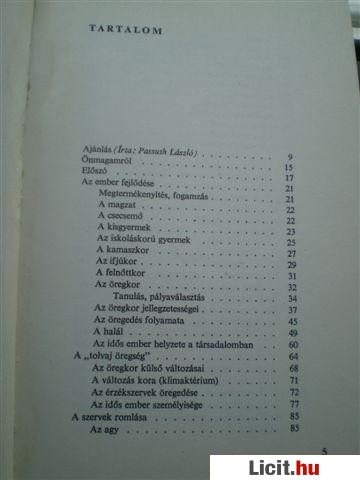 TARTALOM
Ajánlás (Írta: Passuth László) . . . . . . . . . 9
Önmagamról . . . . . . . . . . . . 15
Előszó . . . . . . . . . . . . . 17
Az ember fejlődése . . . . . . . . . . . 21
Megtermékenyítés, fogamzás . . . . . . . 21
A magzat . . . . . . . . . . . . 22
A csecsemő . . . . . . . . . . . 22
A kisgyermek . . . . . . . . . . . 23
Az iskoláskorú gyermek . . . . . . . . 25
A kamaszkor . . . . . . . . . . . 27
Az ifjúkor . . . . . . . . . . . . 29
A felnőttkor . . . . . . . . . . . 31
Az öregkor . . . . . . . . . . . . 32
Tanulás, pályaválasztás . . . . . . . . 34
Az öregkor jellegzetességei . . . . . . . 37
Az öregedés folyamata . . . . . . . . 45
A halál . . . . . . . . . . . . 49
Az idős ember helyzete a társadalomban . . . 60
A „tolvaj öregség” . . . . . . . . . . . 64
Az öregkor külső változásai . . . . . . . 68
A változás kora (klimaktérium) . . . . . . 71
Az érzékszervek öregedése . . . . . . . 72
Az idős ember személyisége . . . . . . . 77
A szervek romlása . . . . . . . . . . . 85
Az agy . . . . . . . . . . . . . 85
5
Licit.hu